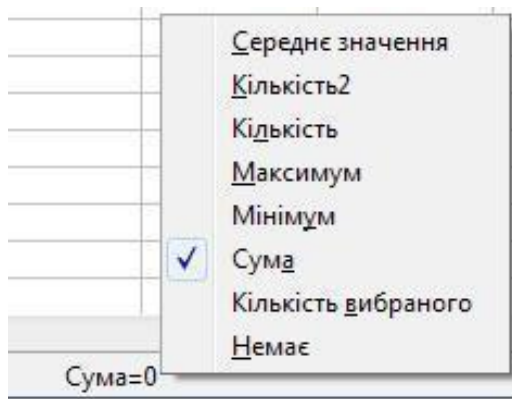 Середнє значення
Кількість2
Кількість
Максимум
Мінімум
Сума
Кількість вибраного
Немає
Сума=0